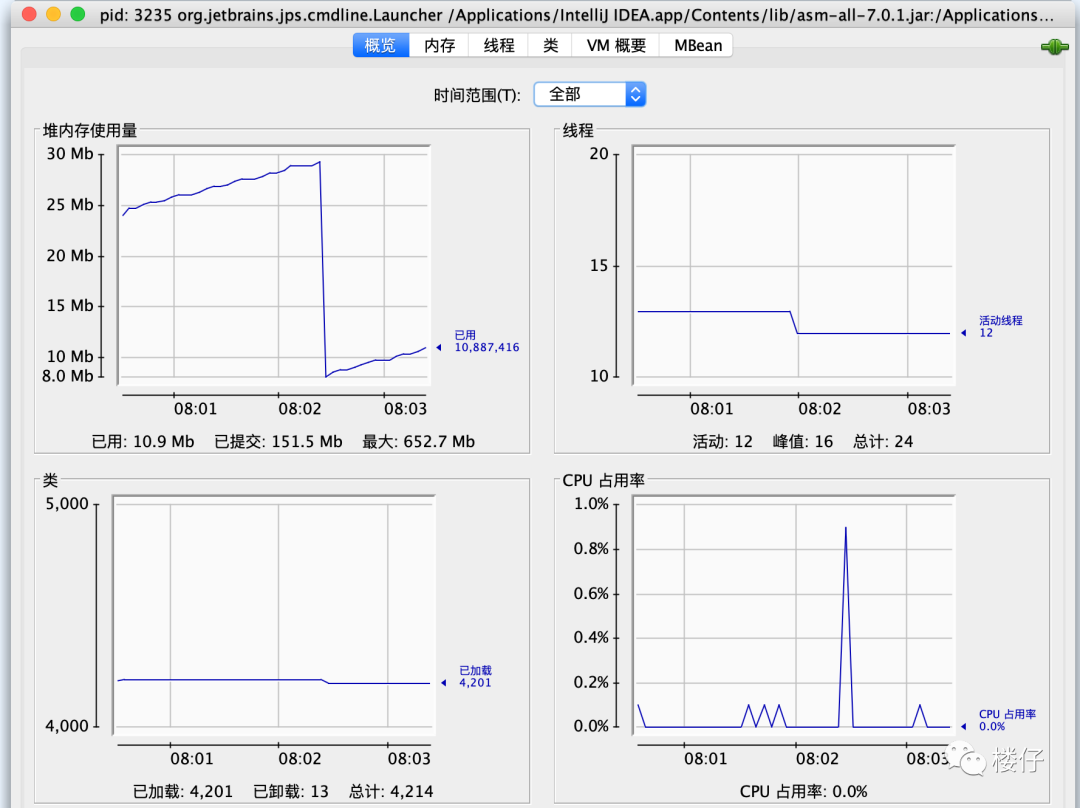 pid: 3235 org.jetbrains.jps.cmdline.Launcher /Applications/IntelliJ IDEA.app/Contents/lib/asm-all-7.0.1.jar:/Applications...
概览 内存 线程 类 VM 概要 MBean
时间范围(T): 全部
堆内存使用量
30 Mb
25 Mb
20 Mb
15 Mb
10 Mb
8.0 Mb
已用
10,887,416
08:01 08:02 08:03
已用: 10.9 Mb 已提交: 151.5 Mb 最大: 652.7 Mb
线程
20
15
10
活动线程
12
08:01 08:02 08:03
活动: 12 峰值: 16 总计: 24
类
5,000
4,000
已加载
4,201
08:01 08:02 08:03
已加载: 4,201 已卸载: 13 总计: 4,214
CPU 占用率
1.0%
0.8%
0.6%
0.4%
0.2%
0.0%
CPU 占用率
0.0%
08:01 08:02 08:03
CPU 占用率: 0.0%
楼仔